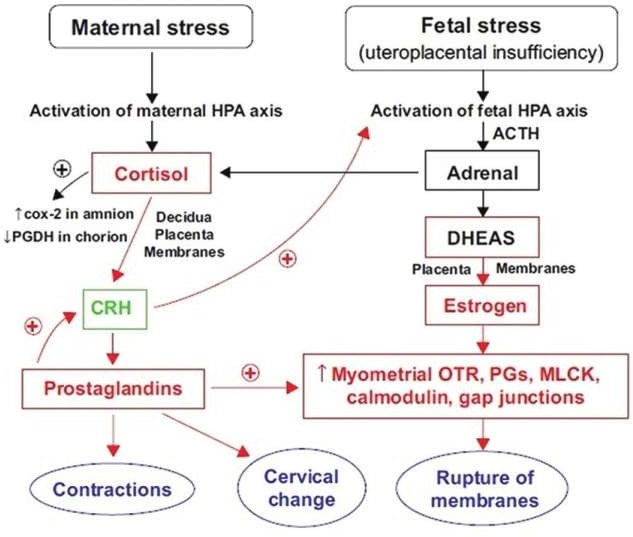 Maternal stress
Fetal stress
(uteroplacental insufficiency)
Activation of maternal HPA axis
Activation of fetal HPA axis
ACTH
+
Cortisol
Adrenal
↑cox-2 in amnion
↓PGDH in chorion
Decidua
Placenta
Membranes
DHEAS
+
Placenta
Membranes
CRH
Estrogen
+
Prostaglandins
+
↑ Myometrial OTR, PGs, MLCK,
calmodulin, gap junctions
Contractions
Cervical
change
Rupture of
membranes